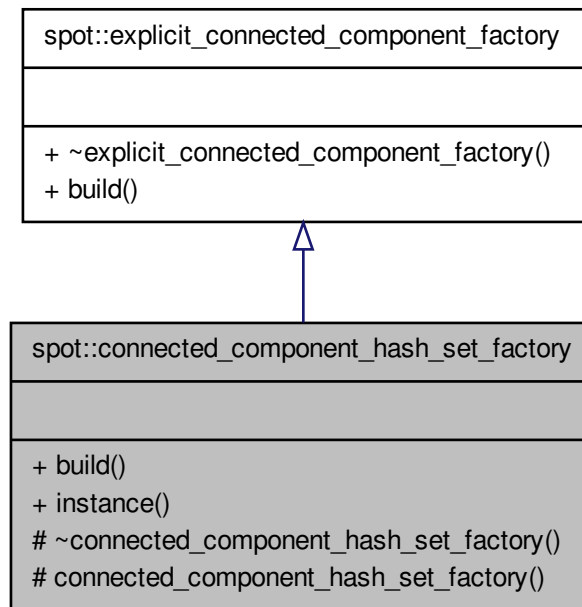 spot::explicit_connected_component_factory
+ ~explicit_connected_component_factory()
+ build()
spot::connected_component_hash_set_factory
+ build()
+ instance()
# ~connected_component_hash_set_factory()
# connected_component_hash_set_factory()